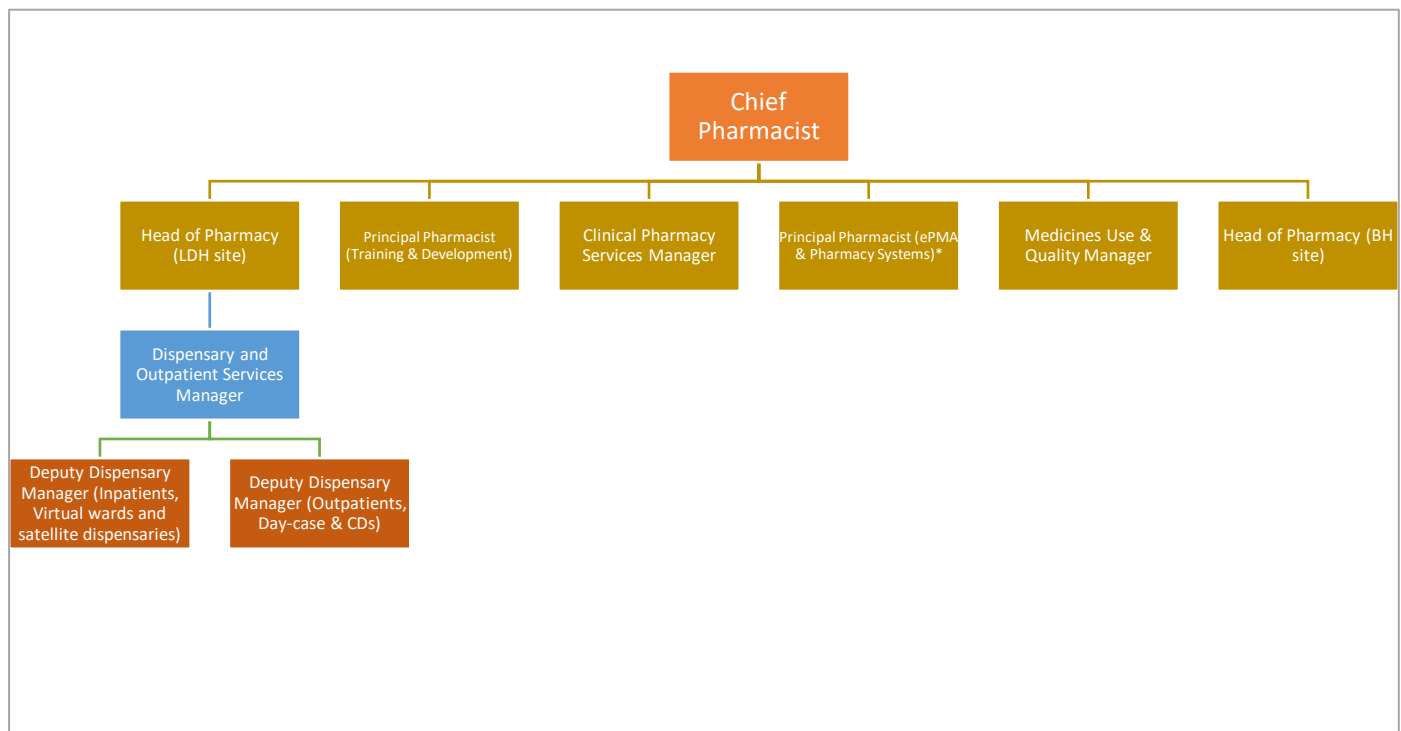 Chief
Pharmacist
Head of Pharmacy
(LDH site)
Principal Pharmacist
(Training & Development)
Clinical Pharmacy
Services Manager
Principal Pharmacist (ePMA
& Pharmacy Systems)*
Medicines Use &
Quality Manager
Head of Pharmacy (BH
site)
Dispensary and
Outpatient Services
Manager
Deputy Dispensary
Manager (Inpatients,
Virtual wards and
satellite dispensaries)
Deputy Dispensary
Manager (Outpatients,
Day-case & CDs)